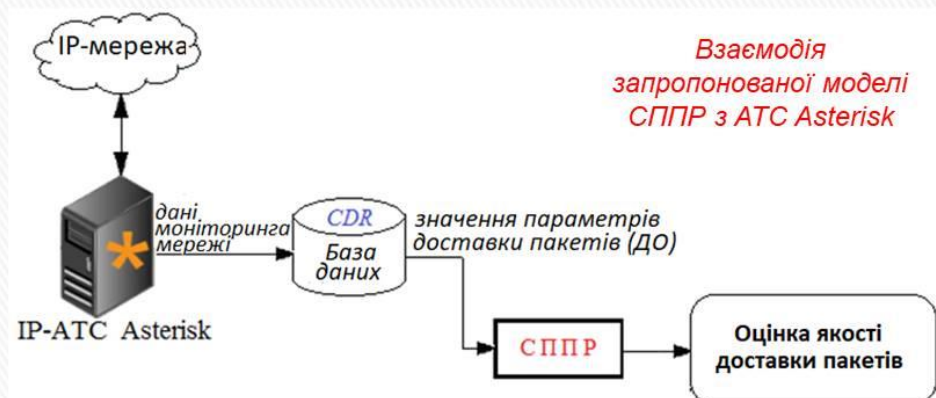 IP-мережа
Взаємодія
запропонованої моделі
СППР з АТС Asterisk
дані
моніторинга
мережі
CDR
База
даних
значення параметрів
доставки пакетів (ДО)
IP-ATC Asterisk
СППР
Оцінка якості
доставки пакетів